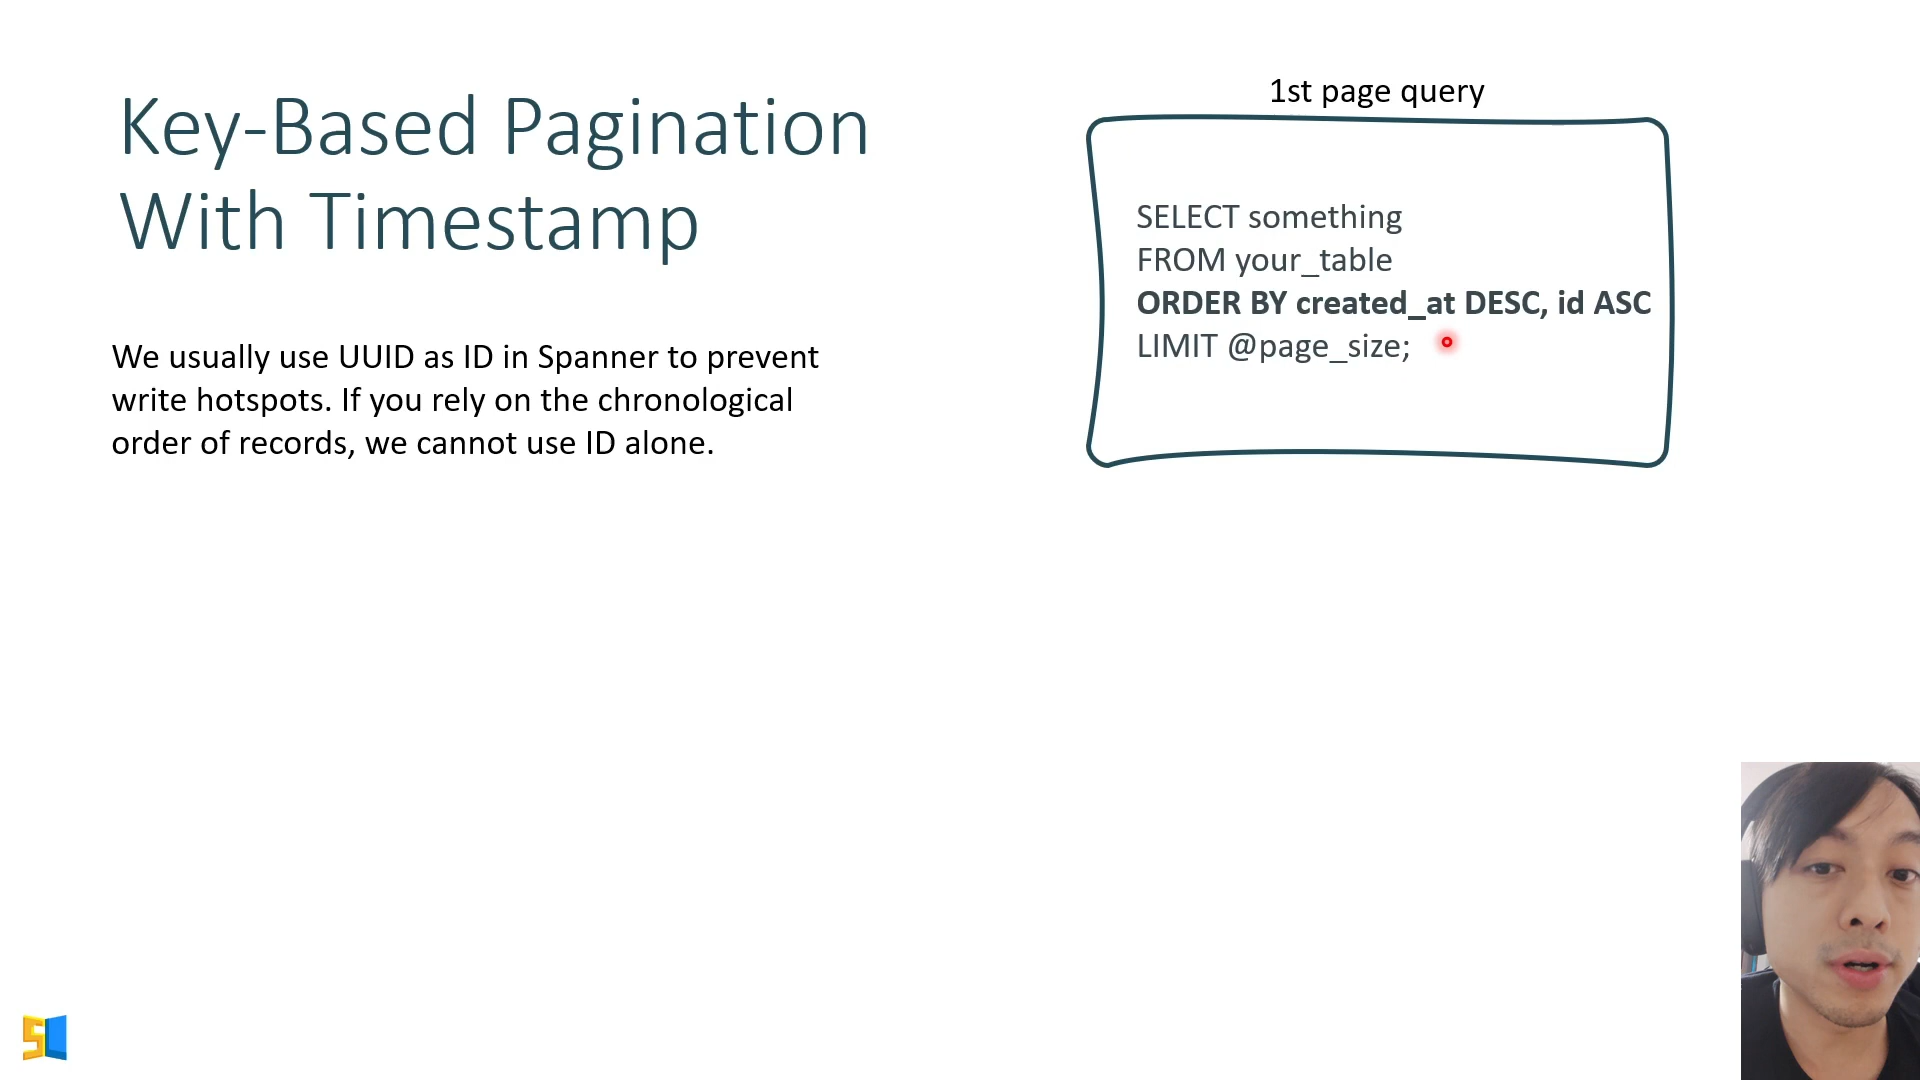 Key-Based Pagination
With Timestamp
We usually use UUID as ID in Spanner to prevent
write hotspots. If you rely on the chronological
order of records, we cannot use ID alone.
1st page query
SELECT something
FROM your_table
ORDER BY created_at DESC, id ASC
LIMIT @page_size;